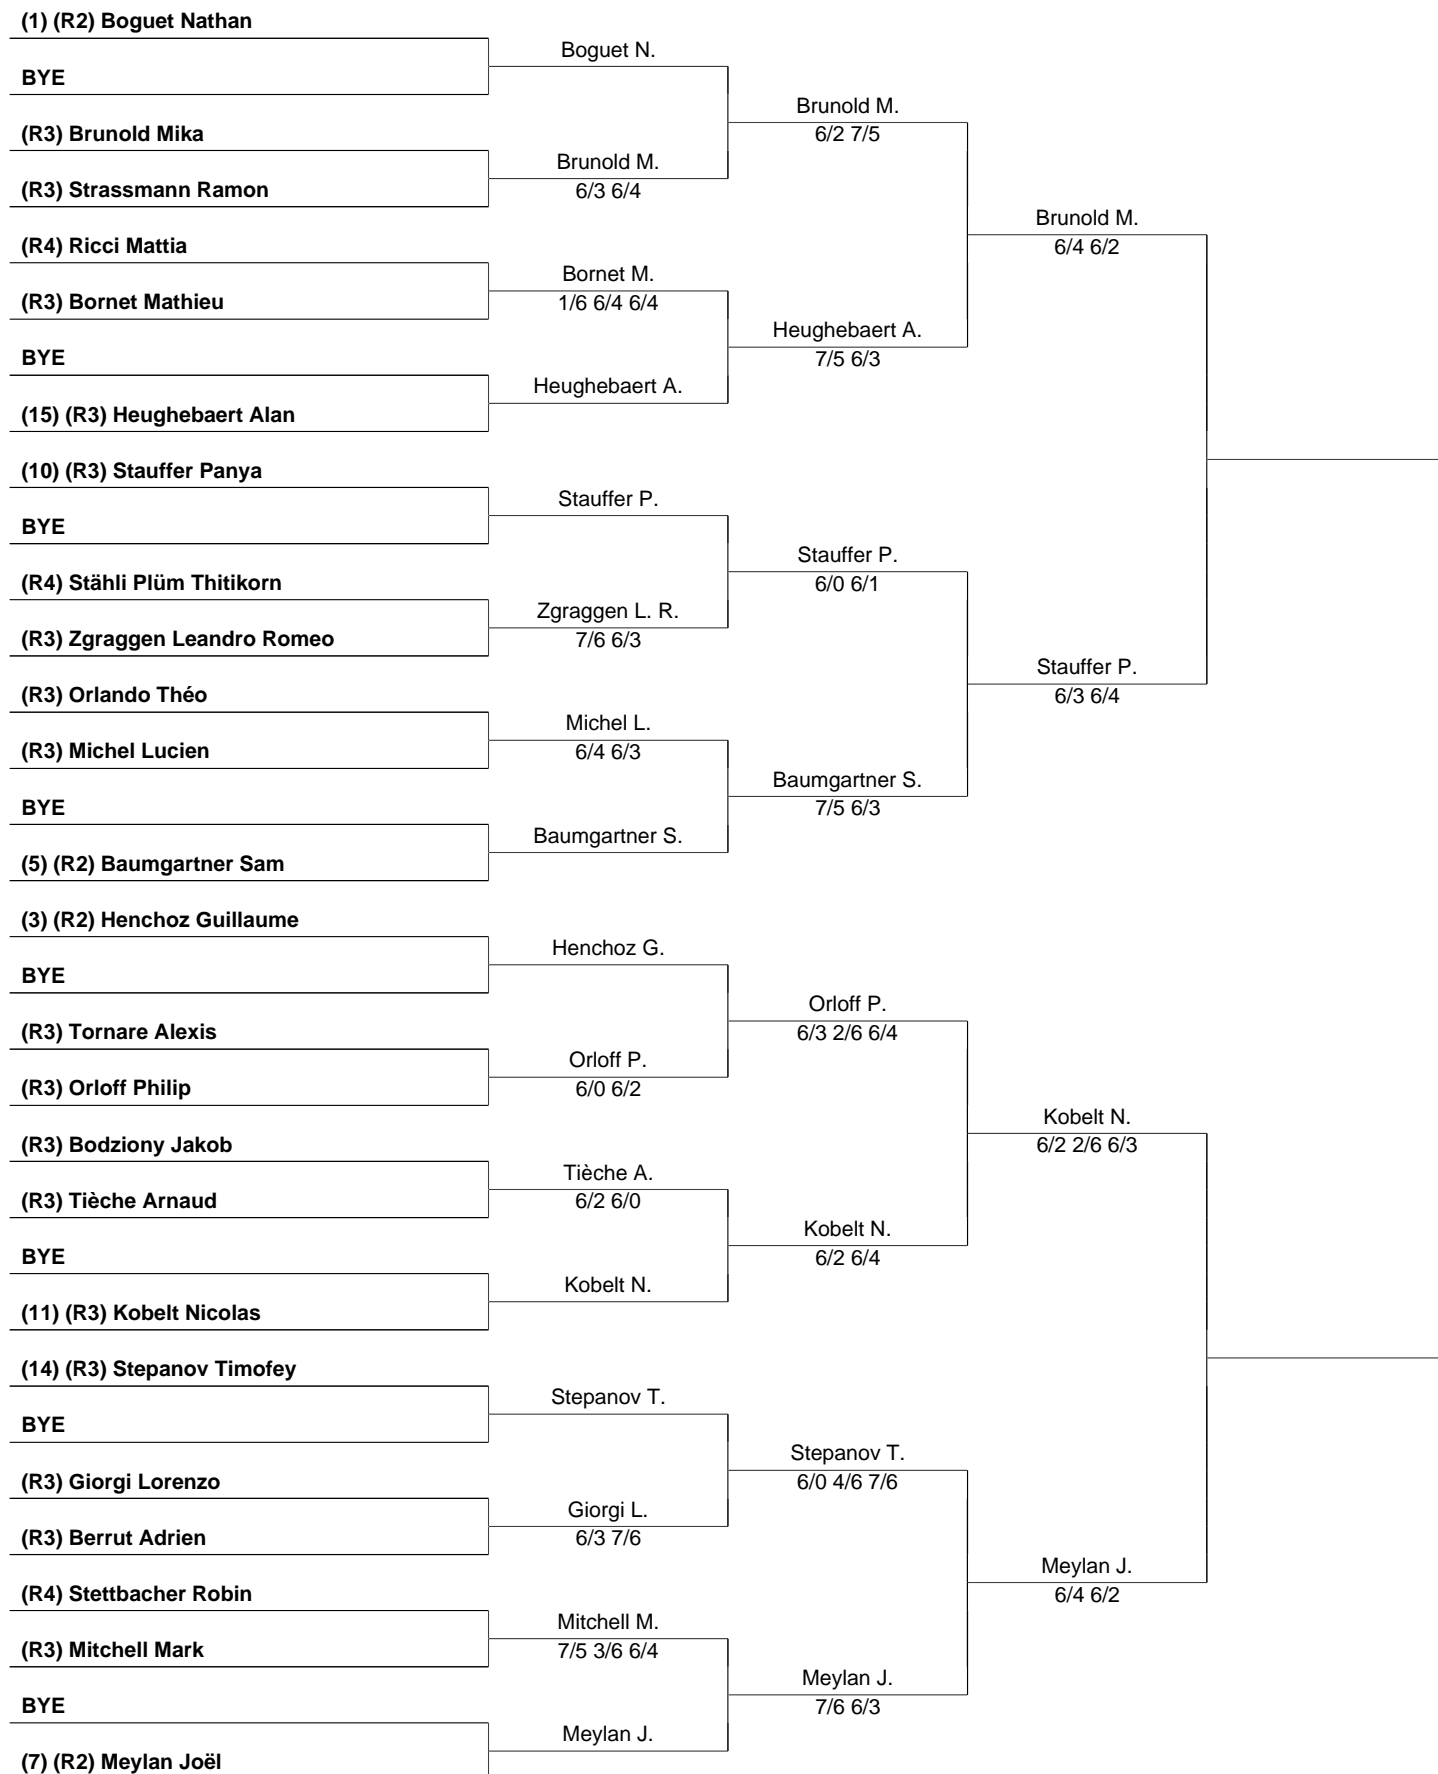 (1) (R2) Boguet Nathan
Boguet N.
BYE
Brunold M.
6/2 7/5
(R3) Brunold Mika
Brunold M.
6/3 6/4
(R3) Strassmann Ramon
Brunold M.
6/4 6/2
(R4) Ricci Mattia
Bornet M.
1/6 6/4 6/4
(R3) Bornet Mathieu
Heughebaert A.
7/5 6/3
BYE
Heughebaert A.
(15) (R3) Heughebaert Alan
(10) (R3) Stauffer Panya
Stauffer P.
BYE
Stauffer P.
6/0 6/1
(R4) Stähli Plüm Thitikorn
Zgraggen L. R.
7/6 6/3
(R3) Zgraggen Leandro Romeo
Stauffer P.
6/3 6/4
(R3) Orlando Théo
Michel L.
6/4 6/3
(R3) Michel Lucien
Baumgartner S.
7/5 6/3
BYE
Baumgartner S.
(5) (R2) Baumgartner Sam
(3) (R2) Henchoz Guillaume
Henchoz G.
BYE
Orloff P.
6/3 2/6 6/4
(R3) Tornare Alexis
Orloff P.
6/0 6/2
(R3) Orloff Philip
Kobelt N.
6/2 2/6 6/3
(R3) Bodziony Jakob
Tièche A.
6/2 6/0
(R3) Tièche Arnaud
Kobelt N.
6/2 6/4
BYE
Kobelt N.
(11) (R3) Kobelt Nicolas
(14) (R3) Stepanov Timofey
Stepanov T.
BYE
Stepanov T.
6/0 4/6 7/6
(R3) Giorgi Lorenzo
Giorgi L.
6/3 7/6
(R3) Berrut Adrien
Meylan J.
6/4 6/2
(R4) Stettbacher Robin
Mitchell M.
7/5 3/6 6/4
(R3) Mitchell Mark
Meylan J.
7/6 6/3
BYE
Meylan J.
(7) (R2) Meylan Joël